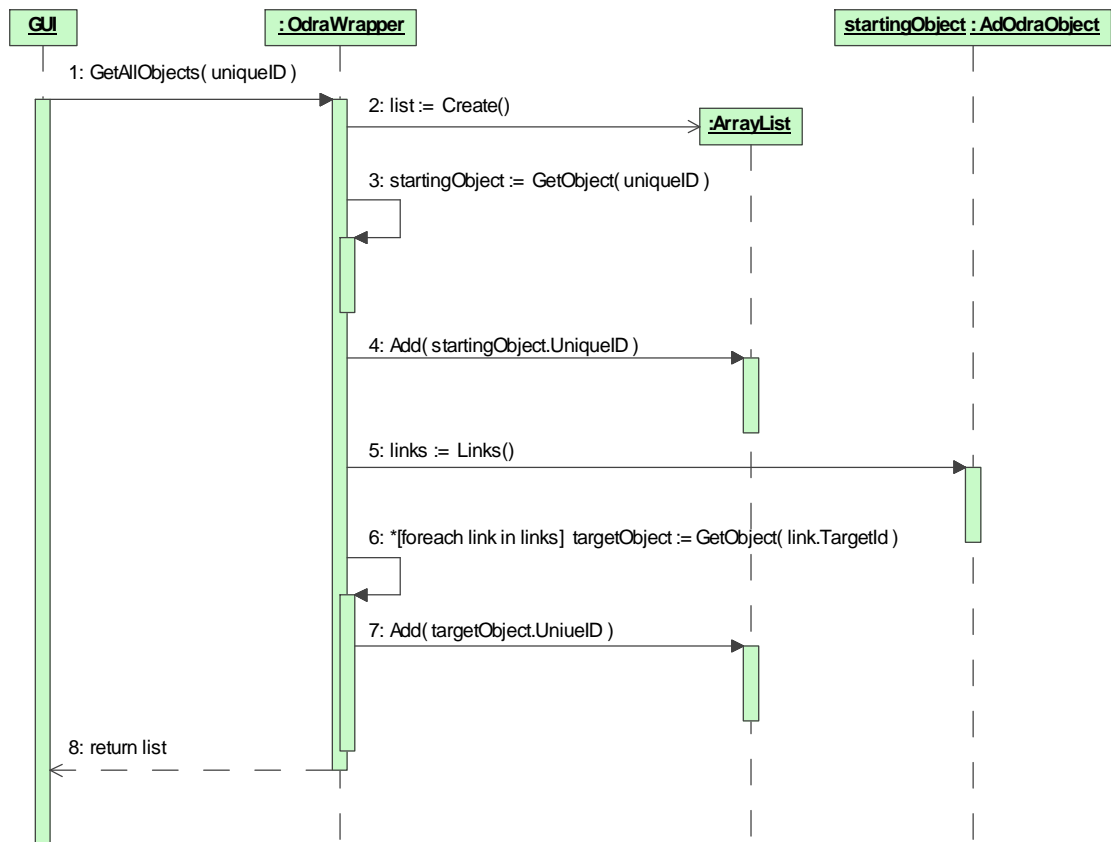 GUI
: OdraWrapper
startingObject : AdOdraObject
1: GetAllObjects( uniqueID )
2: list := Create()
:ArrayList
3: startingObject := GetObject( uniqueID )
4: Add( startingObject.UniqueID )
5: links := Links()
6: *[foreach link in links] targetObject := GetObject( link.TargetId )
7: Add( targetObject.UniueID )
8: return list